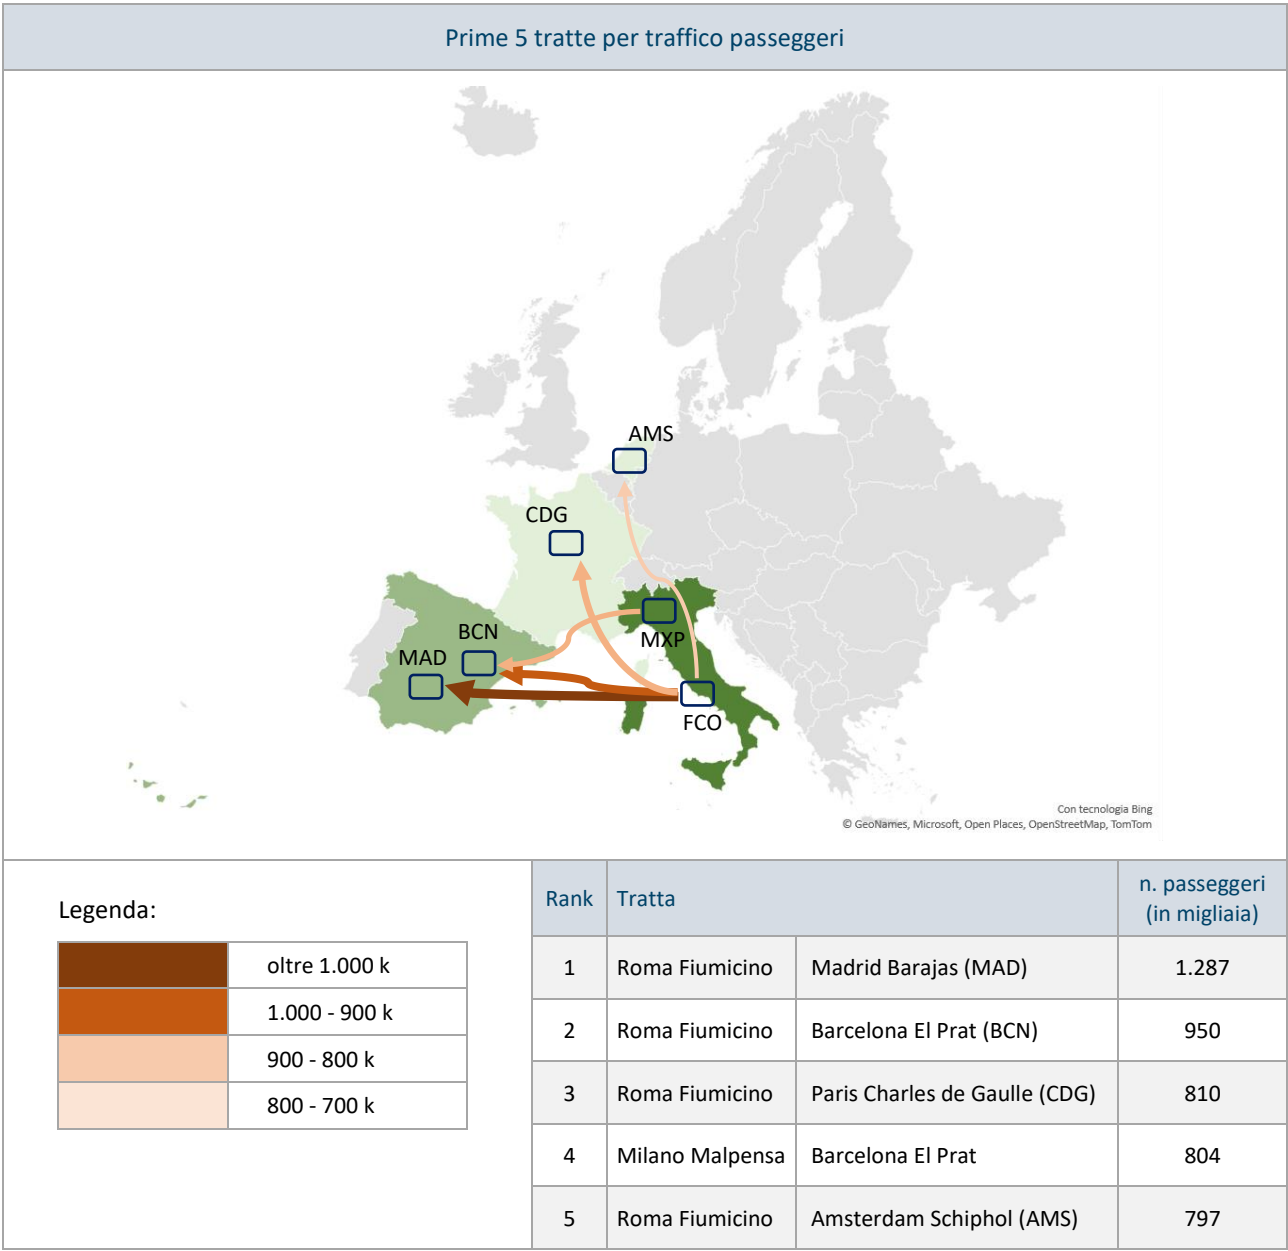 Prime 5 tratte per traffico passeggeri
AMS
CDG
MXP
BCN
MAD
FCO
Con tecnologia Bing
© GeoNames, Microsoft, Open Places, OpenStreetMap, TomTom
Legenda:
oltre 1.000 k
1.000 - 900 k
900 - 800 k
800 - 700 k
Rank Tratta n. passeggeri
(in migliaia)
1 Roma Fiumicino Madrid Barajas (MAD) 1.287
2 Roma Fiumicino Barcelona El Prat (BCN) 950
3 Roma Fiumicino Paris Charles de Gaulle (CDG) 810
4 Milano Malpensa Barcelona El Prat 804
5 Roma Fiumicino Amsterdam Schiphol (AMS) 797